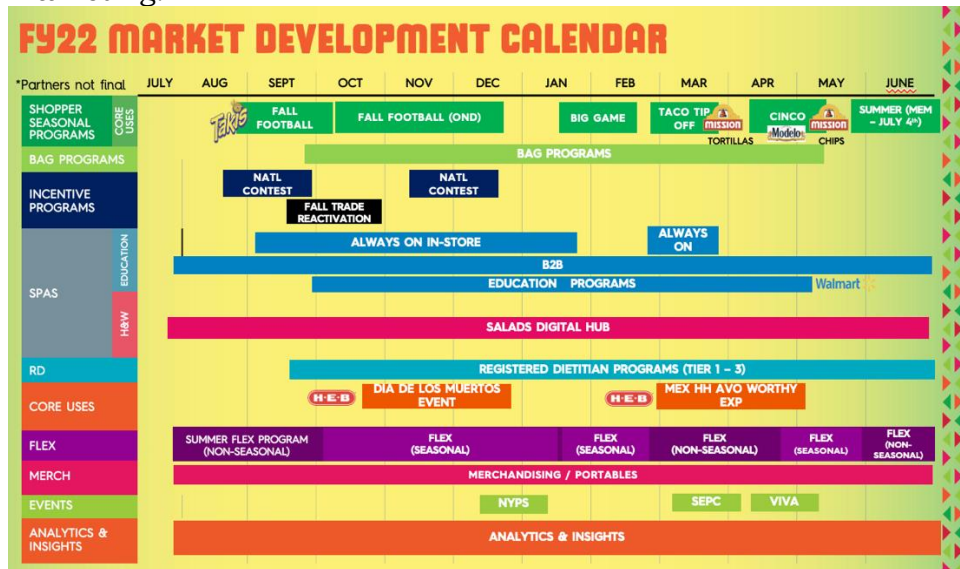 FY22 MARKET DEVELOPMENT CALENDAR
*Partners not final JULY AUG SEPT OCT NOV DEC JAN FEB MAR APR MAY JUNE
SHOPPER
SEASONAL
PROGRAMS
CORE
USES
Takis
FALL
FOOTBALL
FALL FOOTBALL (OND)
BIG GAME
TACO TIP
OFF
MISSION
TORTILLAS
CINCO
Modelo
MISSION
CHIPS
SUMMER (MEM
– JULY 4th)
BAG PROGRAMS
BAG PROGRAMS
INCENTIVE
PROGRAMS
NATL
CONTEST
NATL
CONTEST
FALL TRADE
REACTIVATION
SPAS
EDUCATION
ALWAYS ON IN-STORE
ALWAYS
ON
B2B
EDUCATION PROGRAMS
Walmart
H&W
SALADS DIGITAL HUB
RD
REGISTERED DIETITIAN PROGRAMS (TIER 1 – 3)
CORE USES
H-E-B
DIA DE LOS MUERTOS
EVENT
H-E-B
MEX HH AVO WORTHY
EXP
FLEX
SUMMER FLEX PROGRAM
(NON-SEASONAL)
FLEX
(SEASONAL)
FLEX
(SEASONAL)
FLEX
(NON-SEASONAL)
FLEX
(SEASONAL)
FLEX
(NON-
SEASONAL)
MERCH
MERCHANDISING / PORTABLES
EVENTS
NYPS
SEPC
VIVA
ANALYTICS &
INSIGHTS
ANALYTICS & INSIGHTS